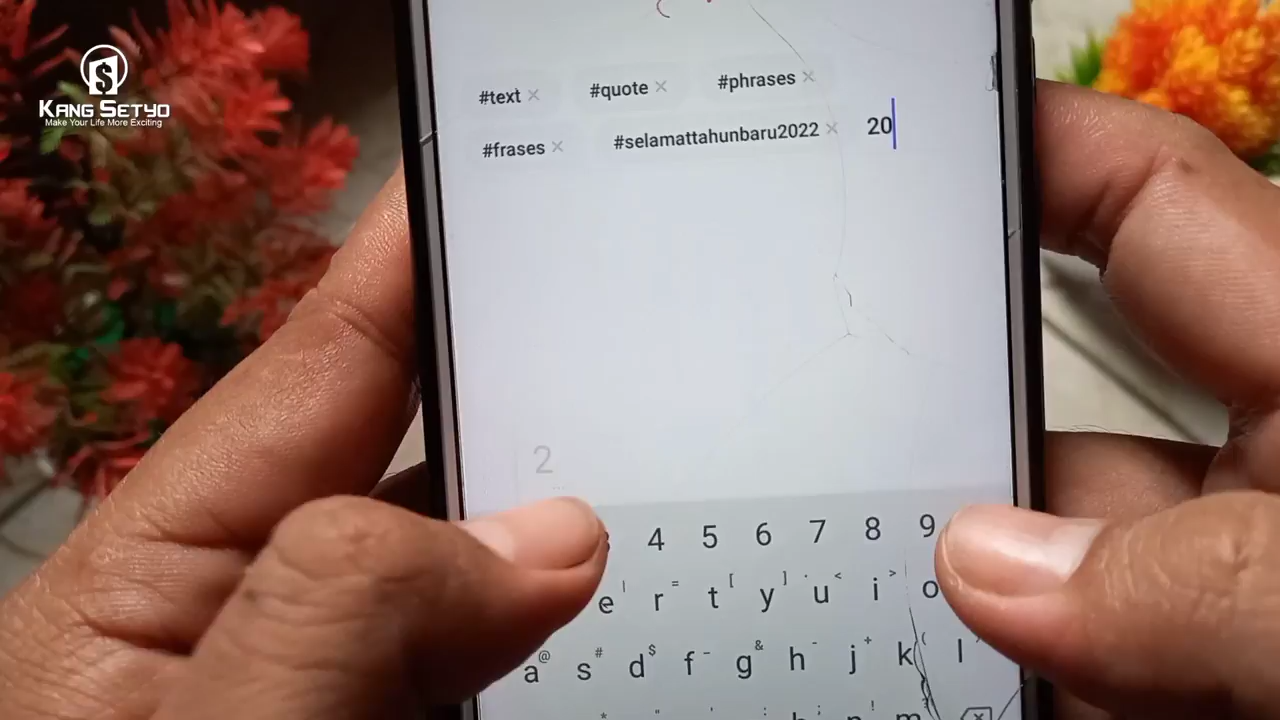 KANG SETYO
Make Your Life More Exciting
#text × #quote × #phrases ×
#frases × #selamattahunbaru2022 × 20
2
4 5 6 7 8 9
e r t y u i o
! = [ ] < >
a s d f g h j k l
@ # $ - & - + (
* " ' : ; !